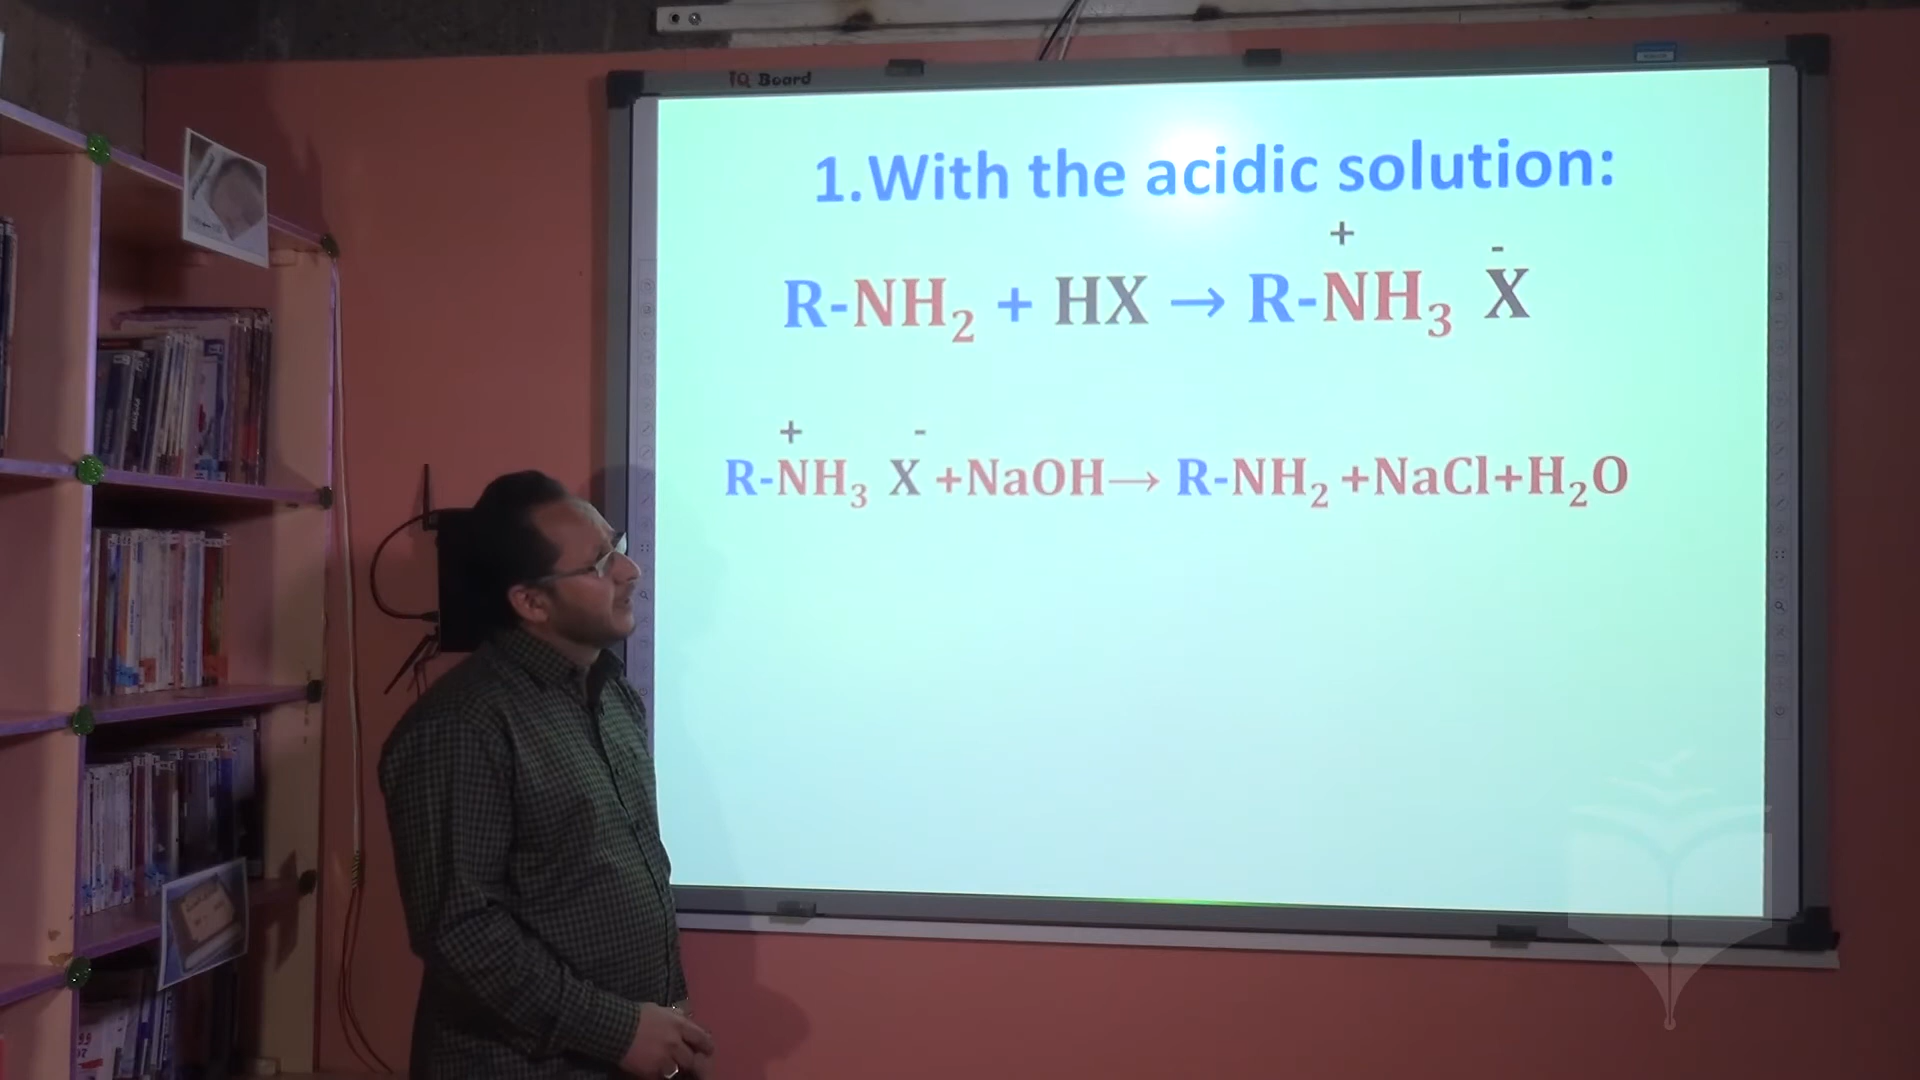 IQ Board
1.With the acidic solution:
+ -
R-NH₂ + HX → R-NH₃ X
+ -
R-NH₃ X +NaOH→ R-NH₂ +NaCl+H₂O